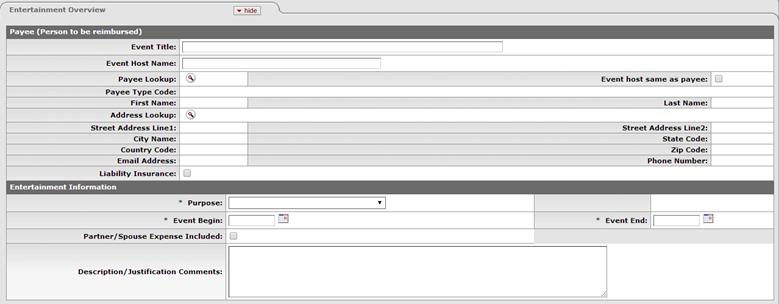 Entertainment Overview ▼ hide
Payee (Person to be reimbursed)
Event Title:
Event Host Name:
Payee Lookup: Event host same as payee:
Payee Type Code:
First Name: Last Name:
Address Lookup:
Street Address Line1: Street Address Line2:
City Name: State Code:
Country Code: Zip Code:
Email Address: Phone Number:
Liability Insurance:
Entertainment Information
* Purpose:
* Event Begin: * Event End:
Partner/Spouse Expense Included:
Description/Justification Comments: